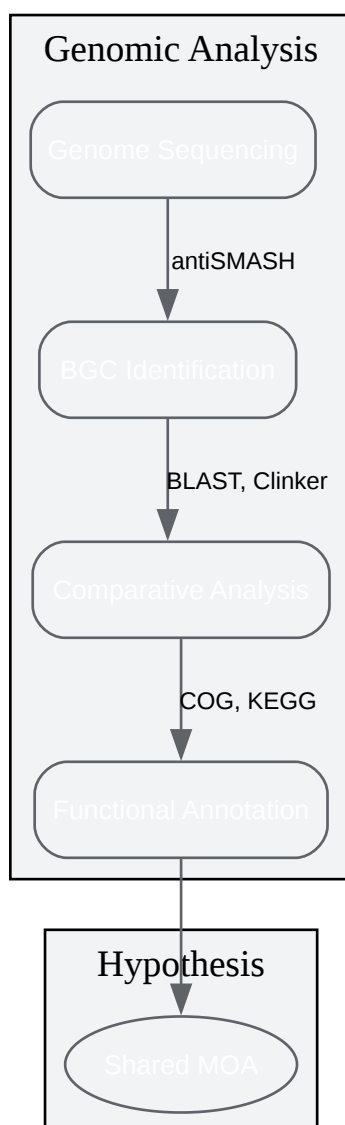 Genomic Analysis
Genome Sequencing
antiSMASH
BGC Identification
BLAST, Clinker
Comparative Analysis
COG, KEGG
Functional Annotation
Hypothesis
Shared MOA